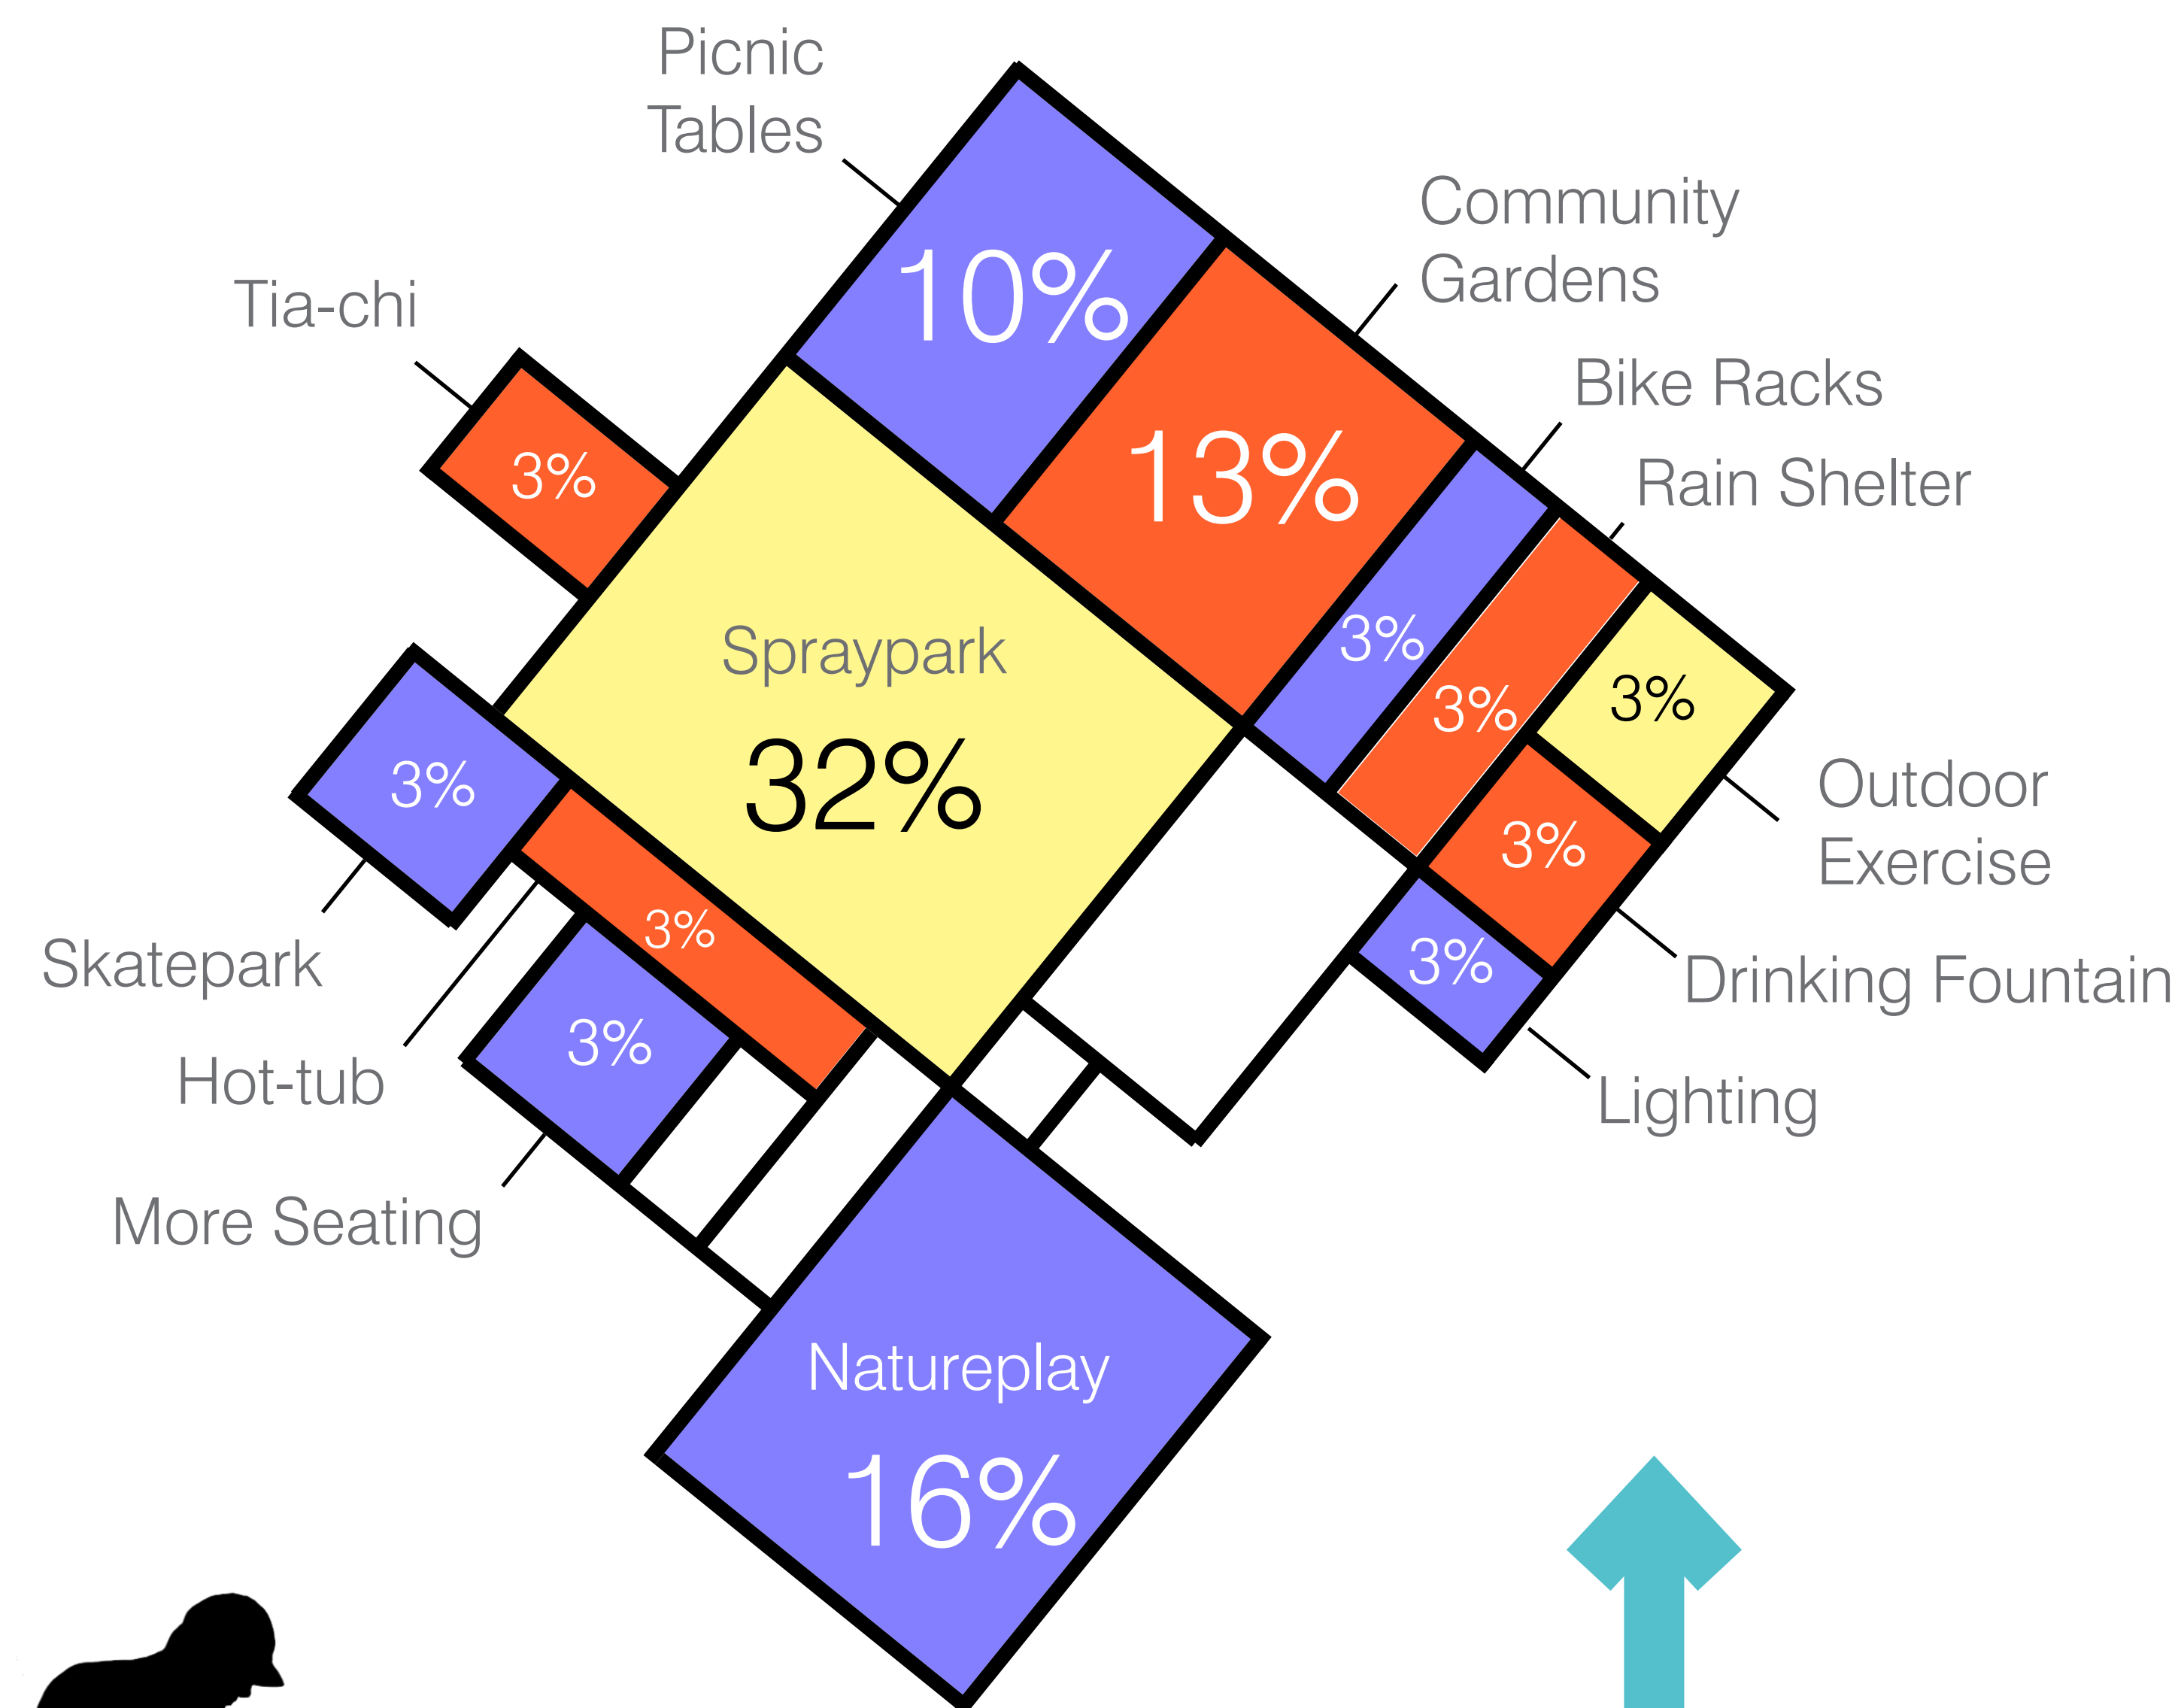 Picnic
Tables
10%
Community
Gardens
13%
Tia-chi
3%
Bike Racks
3%
Rain Shelter
3%
3%
Outdoor
Exercise
Spraypark
32%
3%
Skatepark
3%
Drinking Fountain
3%
Lighting
3%
Hot-tub
3%
More Seating
Natureplay
16%